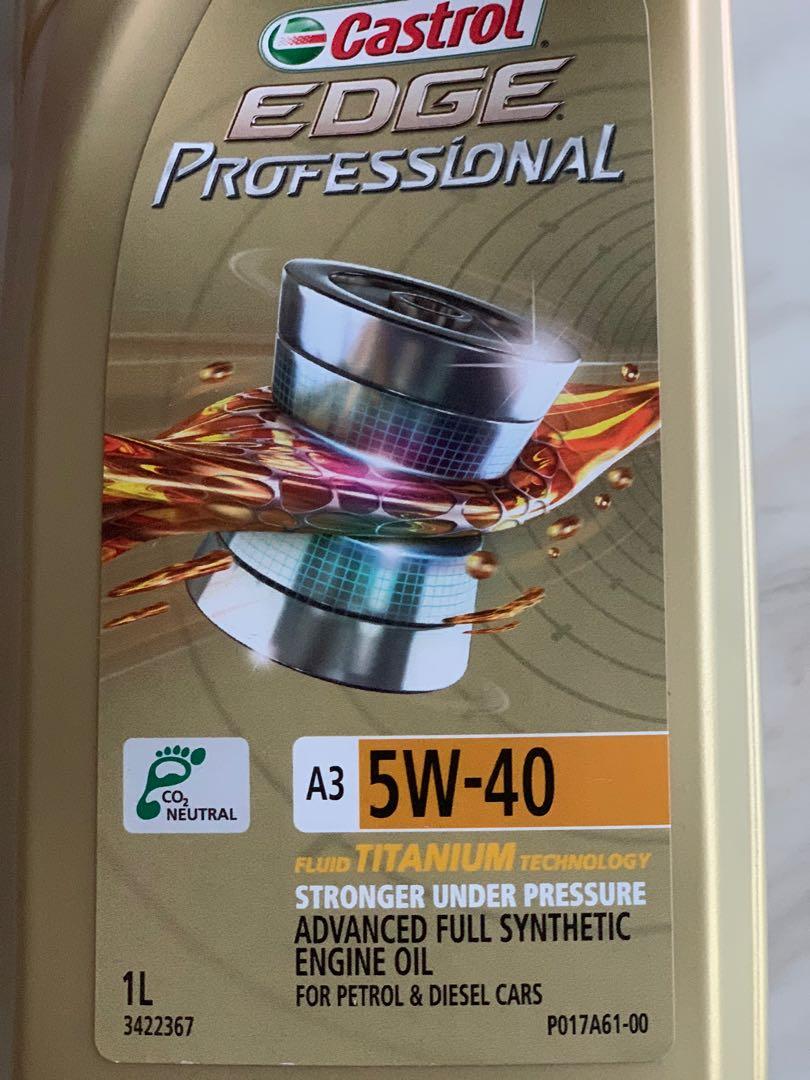 Castrol
EDGE
PROFESSIONAL
CO2
NEUTRAL
A3 5W-40
FLUID TITANIUM TECHNOLOGY
STRONGER UNDER PRESSURE
ADVANCED FULL SYNTHETIC
ENGINE OIL
1L FOR PETROL & DIESEL CARS
3422367 P017A61-00